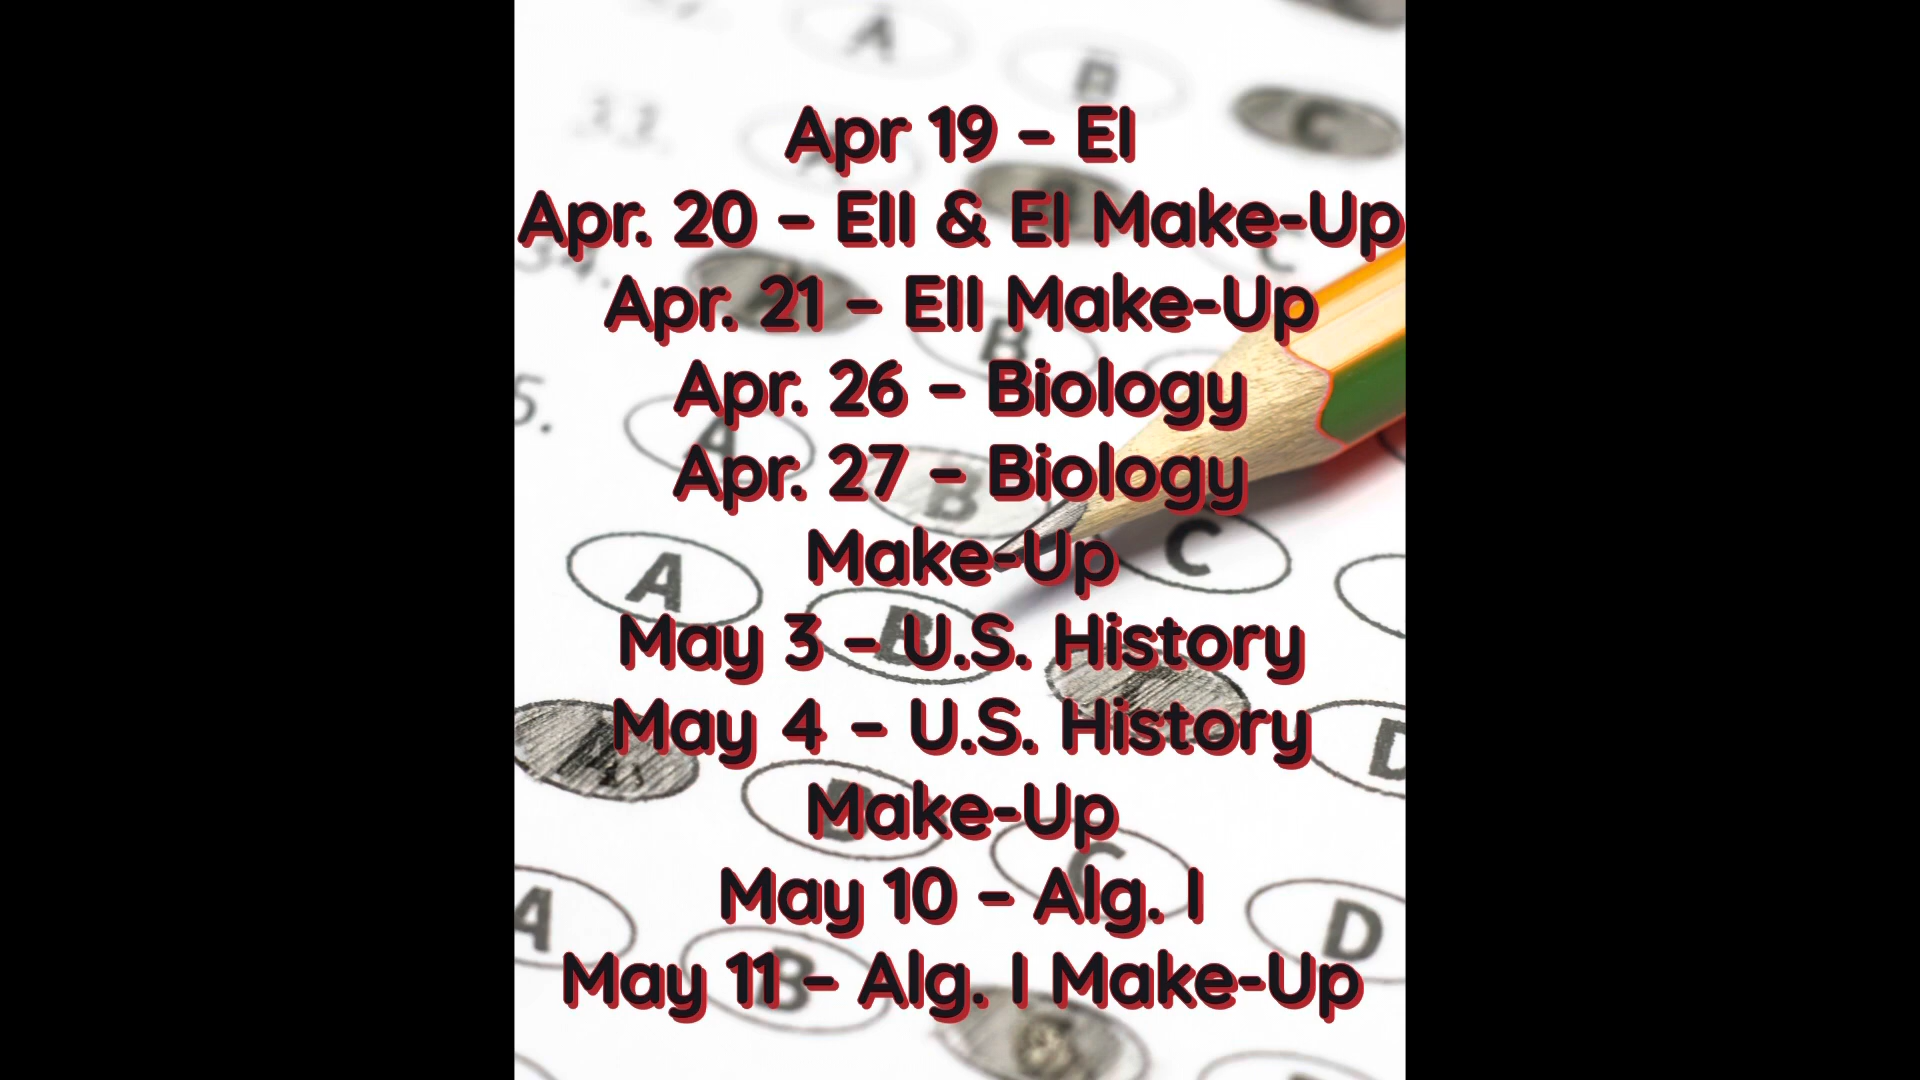 Apr 19 – EI
Apr. 20 – EII & EI Make-Up
Apr. 21 – EII Make-Up
Apr. 26 – Biology
Apr. 27 – Biology
Make-Up
May 3 – U.S. History
May 4 – U.S. History
Make-Up
May 10 – Alg. I
May 11 – Alg. I Make-Up